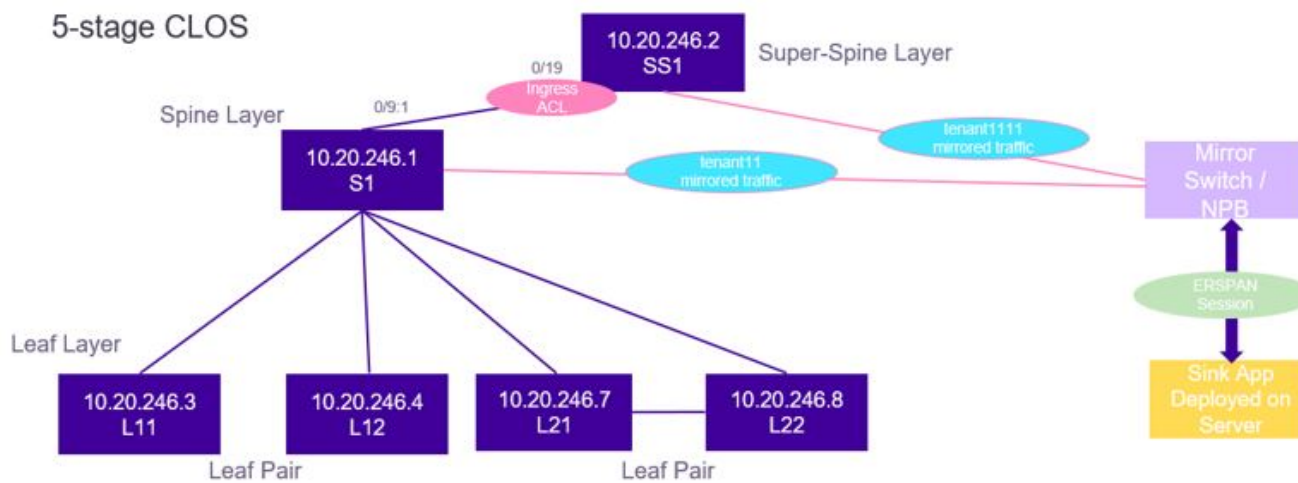 5-stage CLOS
10.20.246.2
SS1
Super-Spine Layer
0/19
Ingress
ACL
0/9:1
Spine Layer
10.20.246.1
S1
tenant1111
mirrored traffic
tenant11
mirrored traffic
Mirror
Switch /
NPB
ERSPAN
Session
Leaf Layer
10.20.246.3
L11
10.20.246.4
L12
10.20.246.7
L21
10.20.246.8
L22
Sink App
Deployed on
Server
Leaf Pair
Leaf Pair